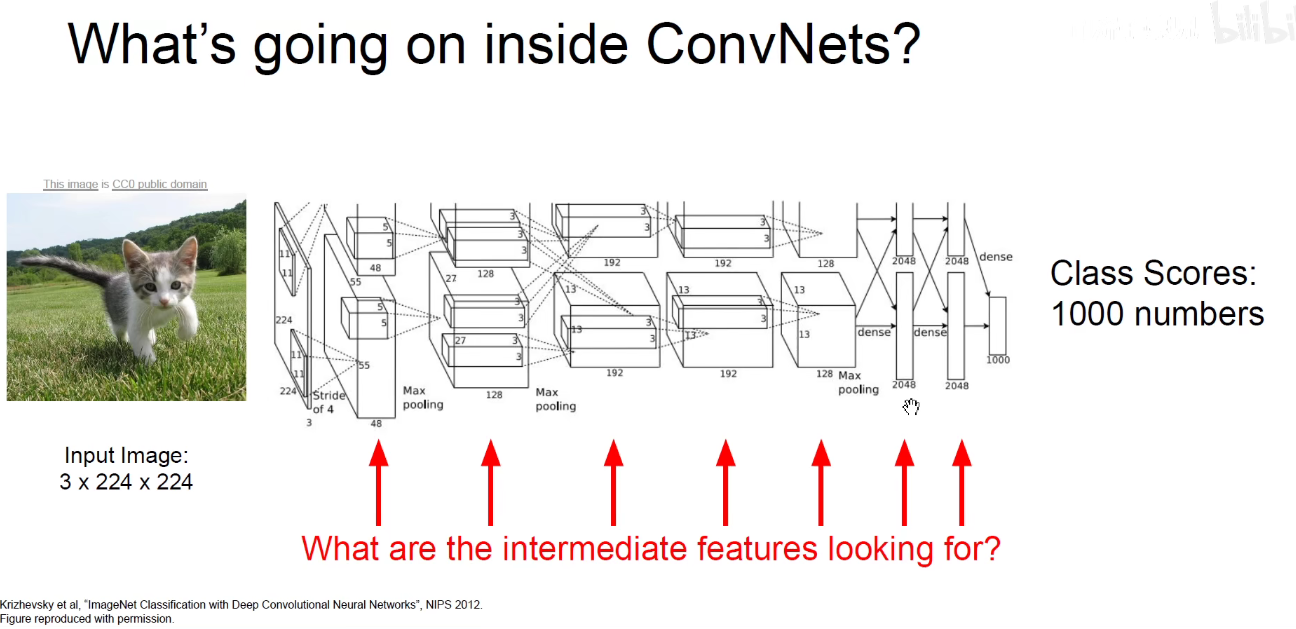 What's going on inside ConvNets?
bilibili
This image is CC0 public domain
11
11
224
11
11
224
3
Stride
of 4
5
5
48
55
5
5
55
48
Max
pooling
3
3
3
128
27
3
3
27
3
3
128
Max
pooling
3
3
192
13
3
3
13
192
3
3
192
13
3
3
13
192
128
13
13
128
Max
pooling
2048
2048
dense
dense
dense
2048
2048
1000
Class Scores:
1000 numbers
Input Image:
3 x 224 x 224
What are the intermediate features looking for?
Krizhevsky et al, "ImageNet Classification with Deep Convolutional Neural Networks", NIPS 2012.
Figure reproduced with permission.